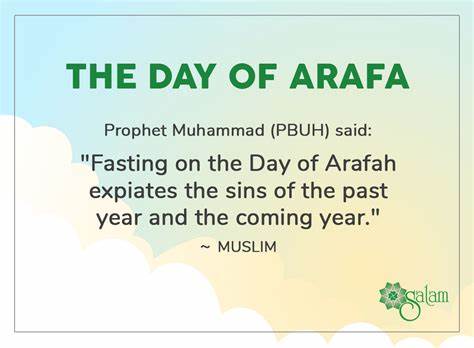 THE DAY OF ARAFA
Prophet Muhammad (PBUH) said:
"Fasting on the Day of Arafah
expiates the sins of the past
year and the coming year."
~ MUSLIM
Salam